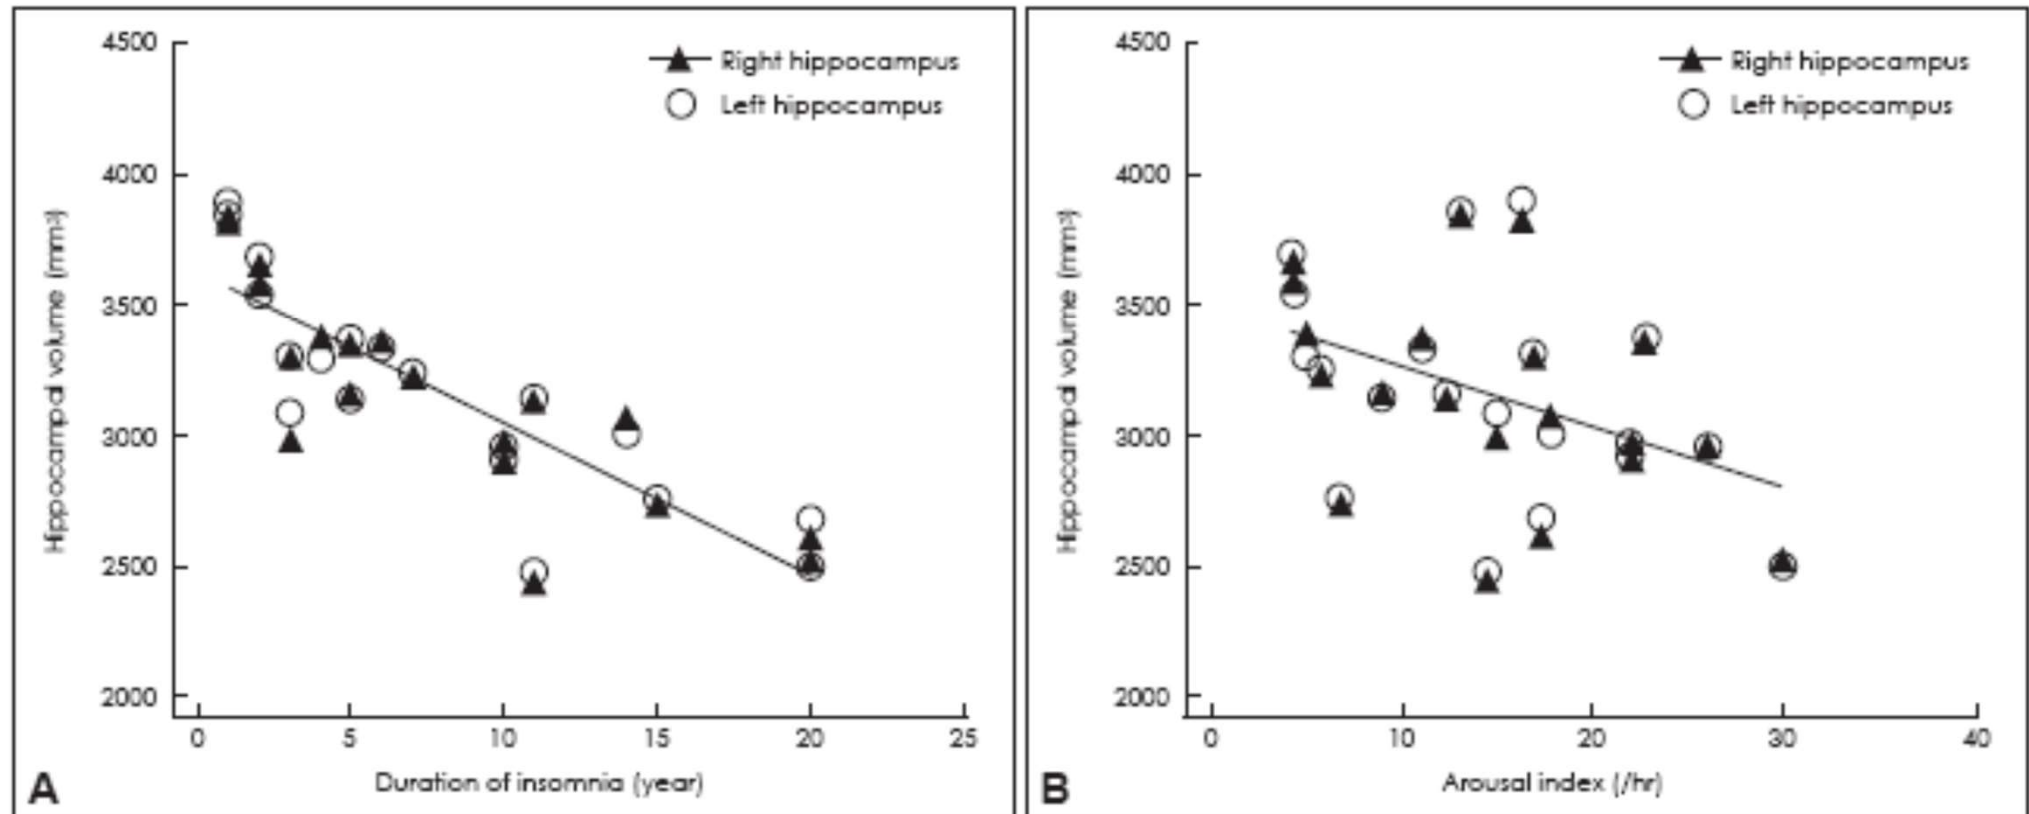 4500
4000
3500
3000
2500
2000
Hippocampal volume (mm³)
Right hippocampus
Left hippocampus
0 5 10 15 20 25
Duration of insomnia (year)
A
4500
4000
3500
3000
2500
2000
Hippocampal volume (mm³)
Right hippocampus
Left hippocampus
0 10 20 30 40
Arousal index (/hr)
B